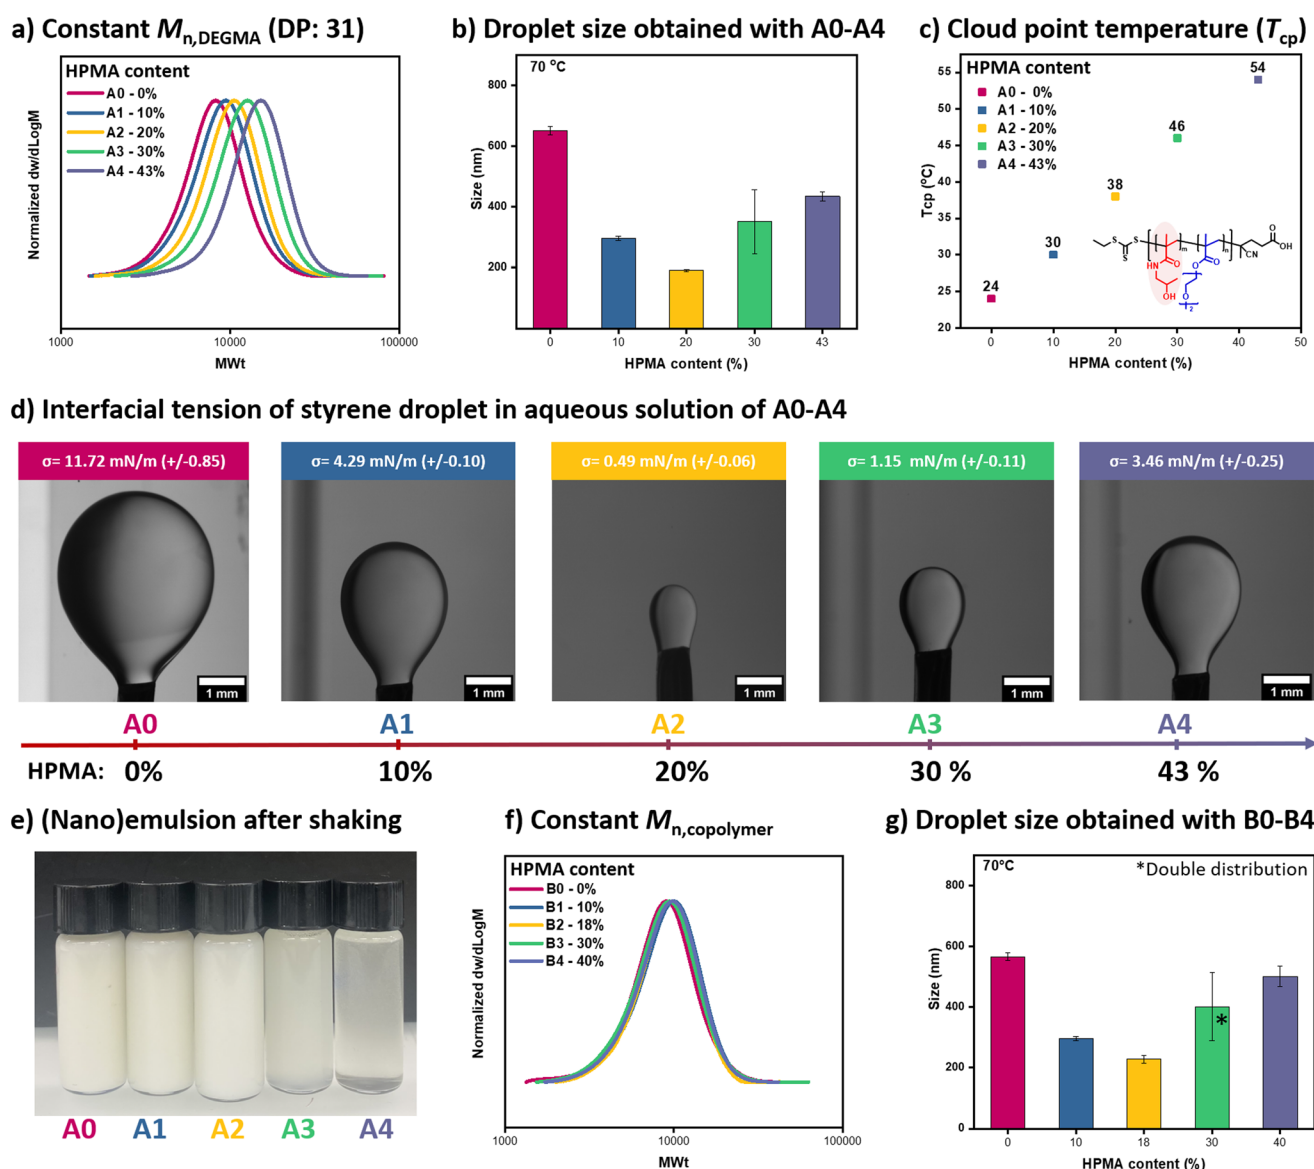 a) Constant Mn,DEGMA (DP: 31)
HPMA content
A0 - 0%
A1 - 10%
A2 - 20%
A3 - 30%
A4 - 43%
Normalized dw/dLogM
1000
10000
100000
MWt
b) Droplet size obtained with A0-A4
70 °C
800
600
400
200
Size (nm)
0
10
20
30
43
HPMA content (%)
c) Cloud point temperature (Tcp)
HPMA content
A0 - 0%
A1 - 10%
A2 - 20%
A3 - 30%
A4 - 43%
55
50
45
40
35
30
25
20
Tcp (°C)
24
30
38
46
54
S
S
S
m
n
HN
O
OH
O
O
O
2
CN
O
OH
0
10
20
30
40
50
HPMA content (%)
d) Interfacial tension of styrene droplet in aqueous solution of A0-A4
σ= 11.72 mN/m (+/-0.85)
σ= 4.29 mN/m (+/-0.10)
σ= 0.49 mN/m (+/-0.06)
σ= 1.15 mN/m (+/-0.11)
σ= 3.46 mN/m (+/-0.25)
1 mm
1 mm
1 mm
1 mm
1 mm
A0
A1
A2
A3
A4
HPMA: 0% 10% 20% 30 % 43 %
e) (Nano)emulsion after shaking
A0 A1 A2 A3 A4
f) Constant Mn,copolymer
HPMA content
B0 - 0%
B1 - 10%
B2 - 18%
B3 - 30%
B4 - 40%
Normalized dw/dLogM
1000
10000
100000
MWt
g) Droplet size obtained with B0-B4
70°C
*Double distribution
800
600
400
200
0
Size (nm)
*
0
10
18
30
40
HPMA content (%)